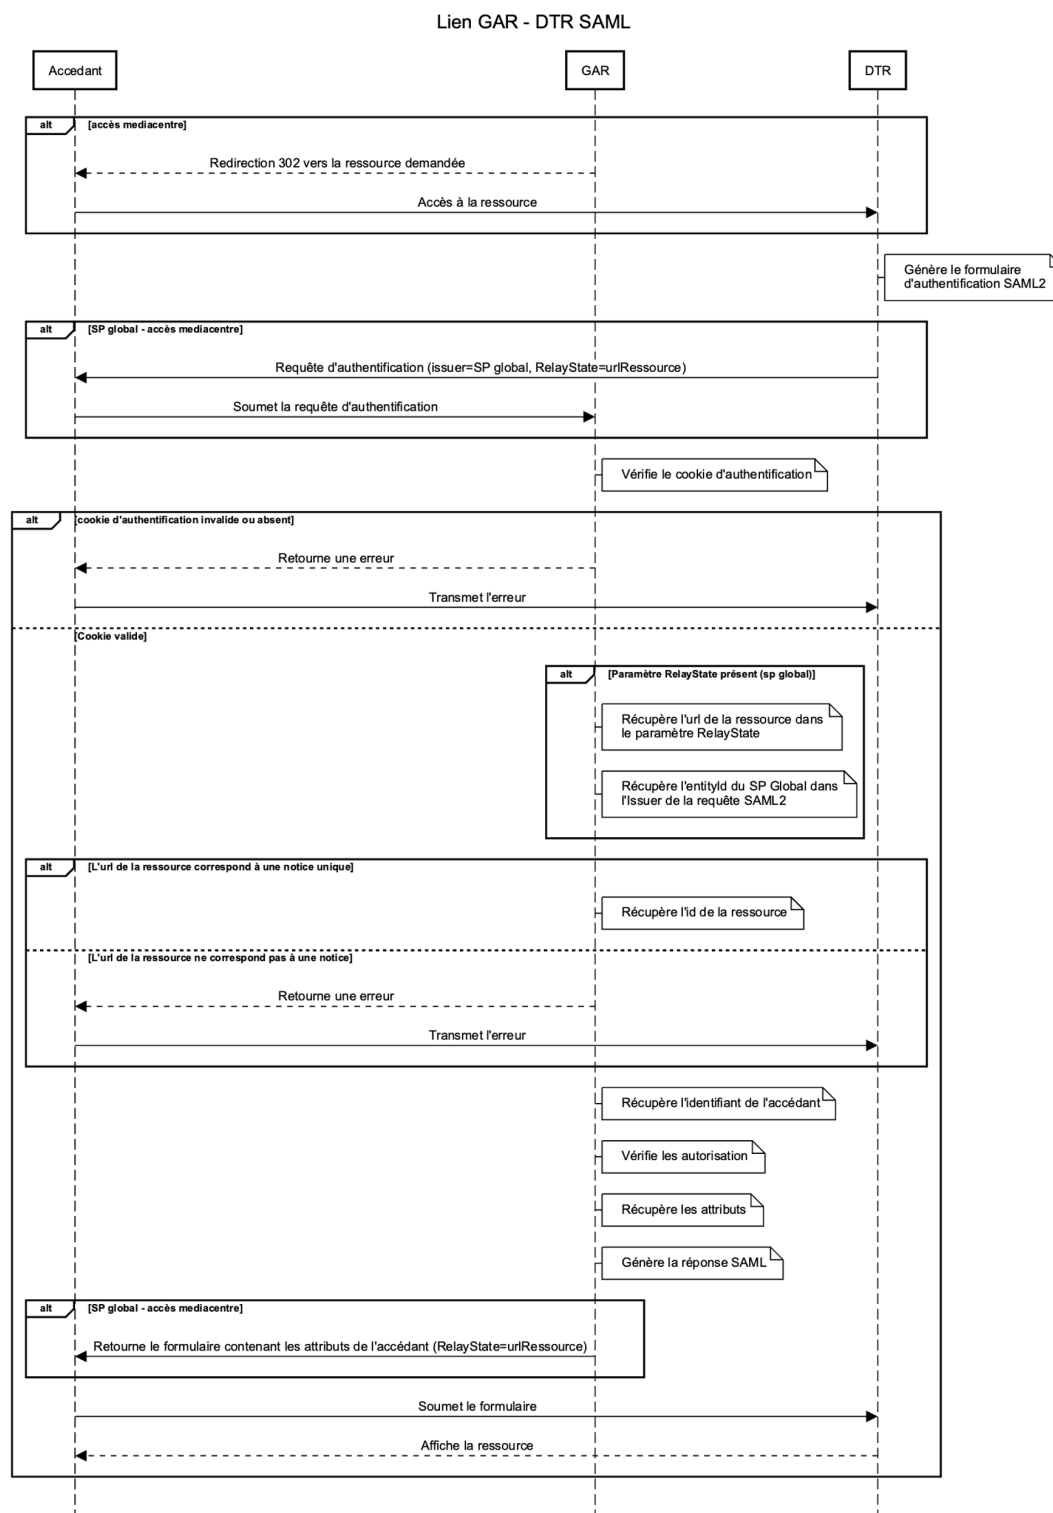 Lien GAR - DTR SAML
Accedant
GAR
DTR
alt
[accès mediacentre]
Redirection 302 vers la ressource demandée
Accès à la ressource
Génère le formulaire
d'authentification SAML2
alt
[SP global - accès mediacentre]
Requête d'authentification (issuer=SP global, RelayState=urlRessource)
Soumet la requête d'authentification
Vérifie le cookie d'authentification
alt
[cookie d'authentification invalide ou absent]
Retourne une erreur
Transmet l'erreur
[Cookie valide]
alt
[Paramètre RelayState présent (sp global)]
Récupère l'url de la ressource dans
le paramètre RelayState
Récupère l'entityId du SP Global dans
l'Issuer de la requête SAML2
alt
[L'url de la ressource correspond à une notice unique]
Récupère l'id de la ressource
[L'url de la ressource ne correspond pas à une notice]
Retourne une erreur
Transmet l'erreur
Récupère l'identifiant de l'accédant
Vérifie les autorisation
Récupère les attributs
Génère la réponse SAML
alt
[SP global - accès mediacentre]
Retourne le formulaire contenant les attributs de l'accédant (RelayState=urlRessource)
Soumet le formulaire
Affiche la ressource